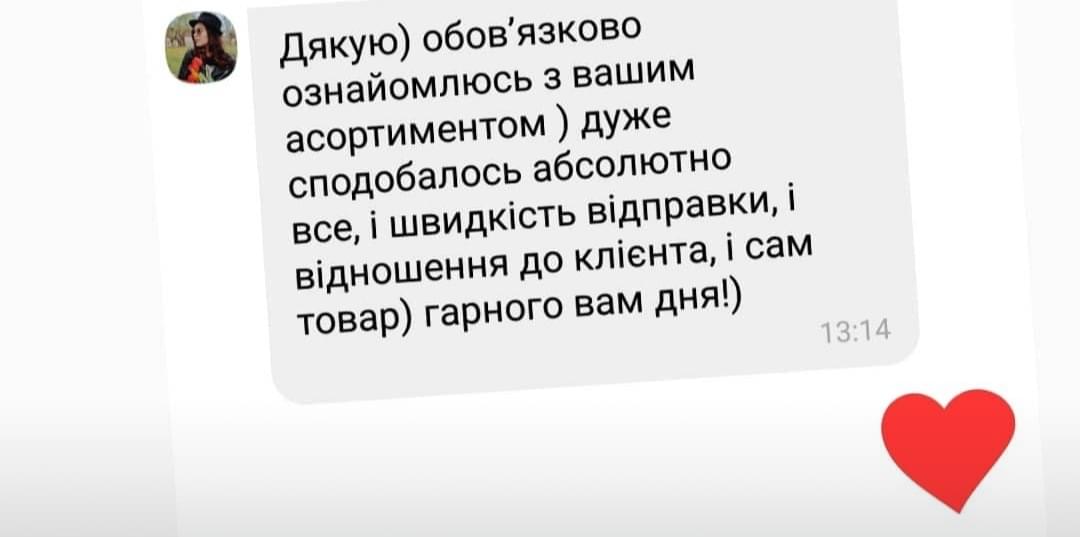 Дякую) обов’язково
ознайомлюсь з вашим
асортиментом ) дуже
сподобалось абсолютно
все, і швидкість відправки, і
відношення до клієнта, і сам
товар) гарного вам дня!)
13:14